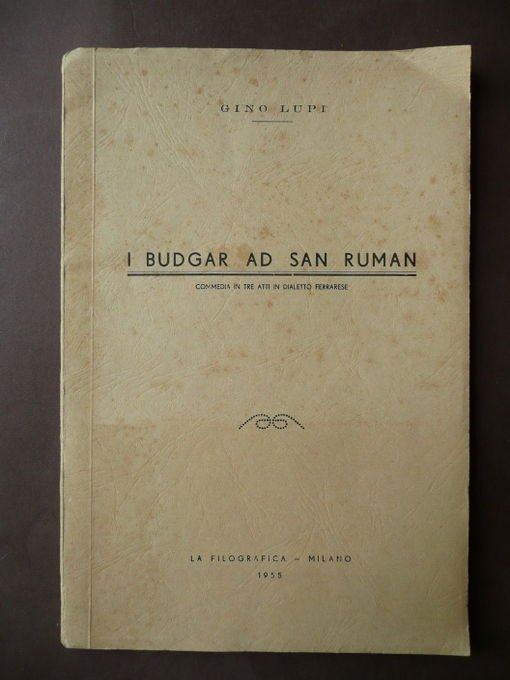 GINO LUPI
I BUDGAR AD SAN RUMAN
COMMEDIA IN TRE ATTI IN DIALETTO FERRARESE
LA FILOGRAFICA - MILANO
1955